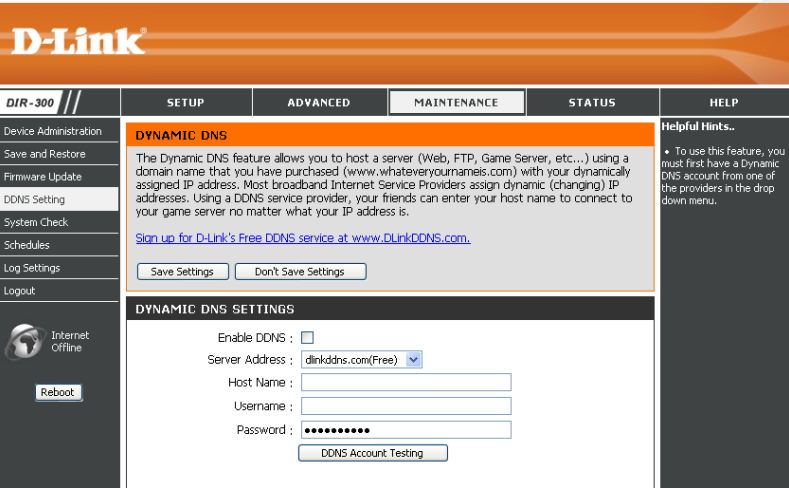 D-Link®
DIR-300 //
SETUP
ADVANCED
MAINTENANCE
STATUS
HELP
Device Administration
Save and Restore
Firmware Update
DDNS Setting
System Check
Schedules
Log Settings
Logout
Internet
Offline
Reboot
DYNAMIC DNS
The Dynamic DNS feature allows you to host a server (Web, FTP, Game Server, etc...) using a
domain name that you have purchased (www.whateveryournameis.com) with your dynamically
assigned IP address. Most broadband Internet Service Providers assign dynamic (changing) IP
addresses. Using a DDNS service provider, your friends can enter your host name to connect to
your game server no matter what your IP address is.
Sign up for D-Link's Free DDNS service at www.DLinkDDNS.com.
Save Settings
Don't Save Settings
DYNAMIC DNS SETTINGS
Enable DDNS :
Server Address : dlinkddns.com(Free)
Host Name :
Username :
Password : ●●●●●●●●●●
DDNS Account Testing
Helpful Hints..
• To use this feature, you
must first have a Dynamic
DNS account from one of
the providers in the drop
down menu.